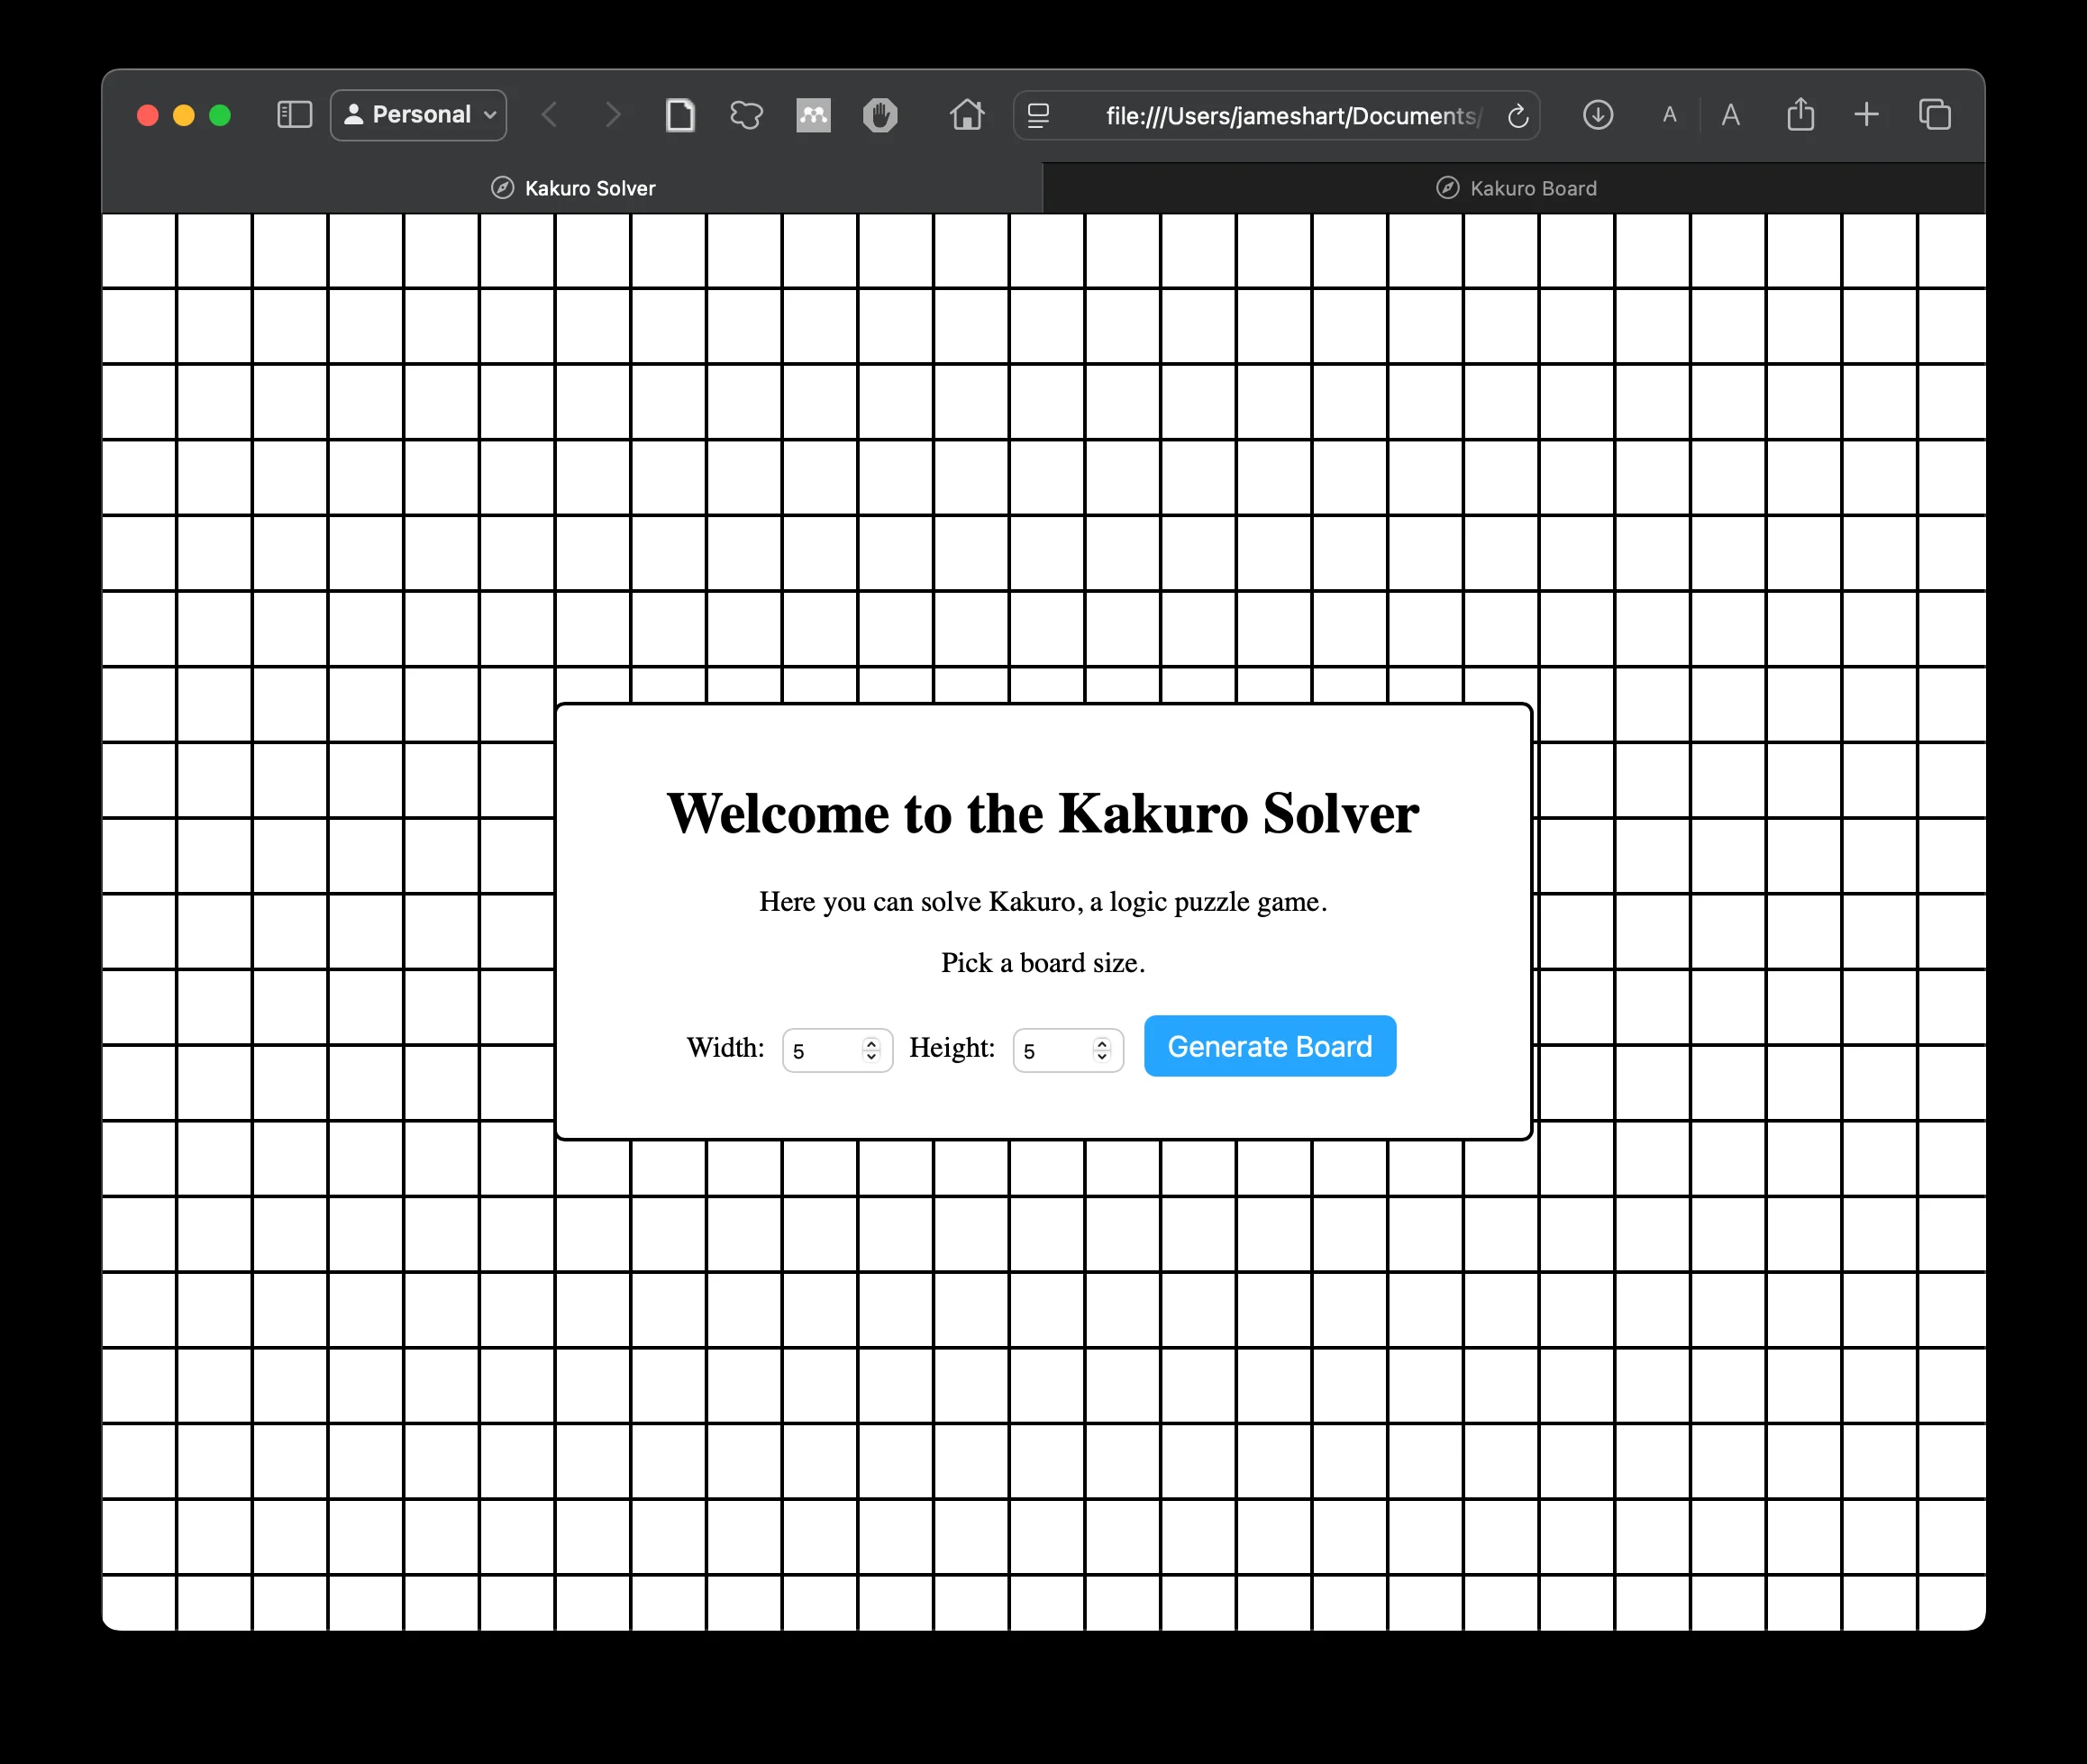 Personal
file:///Users/jameshart/Documents/
A A
Kakuro Solver
Kakuro Board
Welcome to the Kakuro Solver
Here you can solve Kakuro, a logic puzzle game.
Pick a board size.
Width: 5 Height: 5 Generate Board